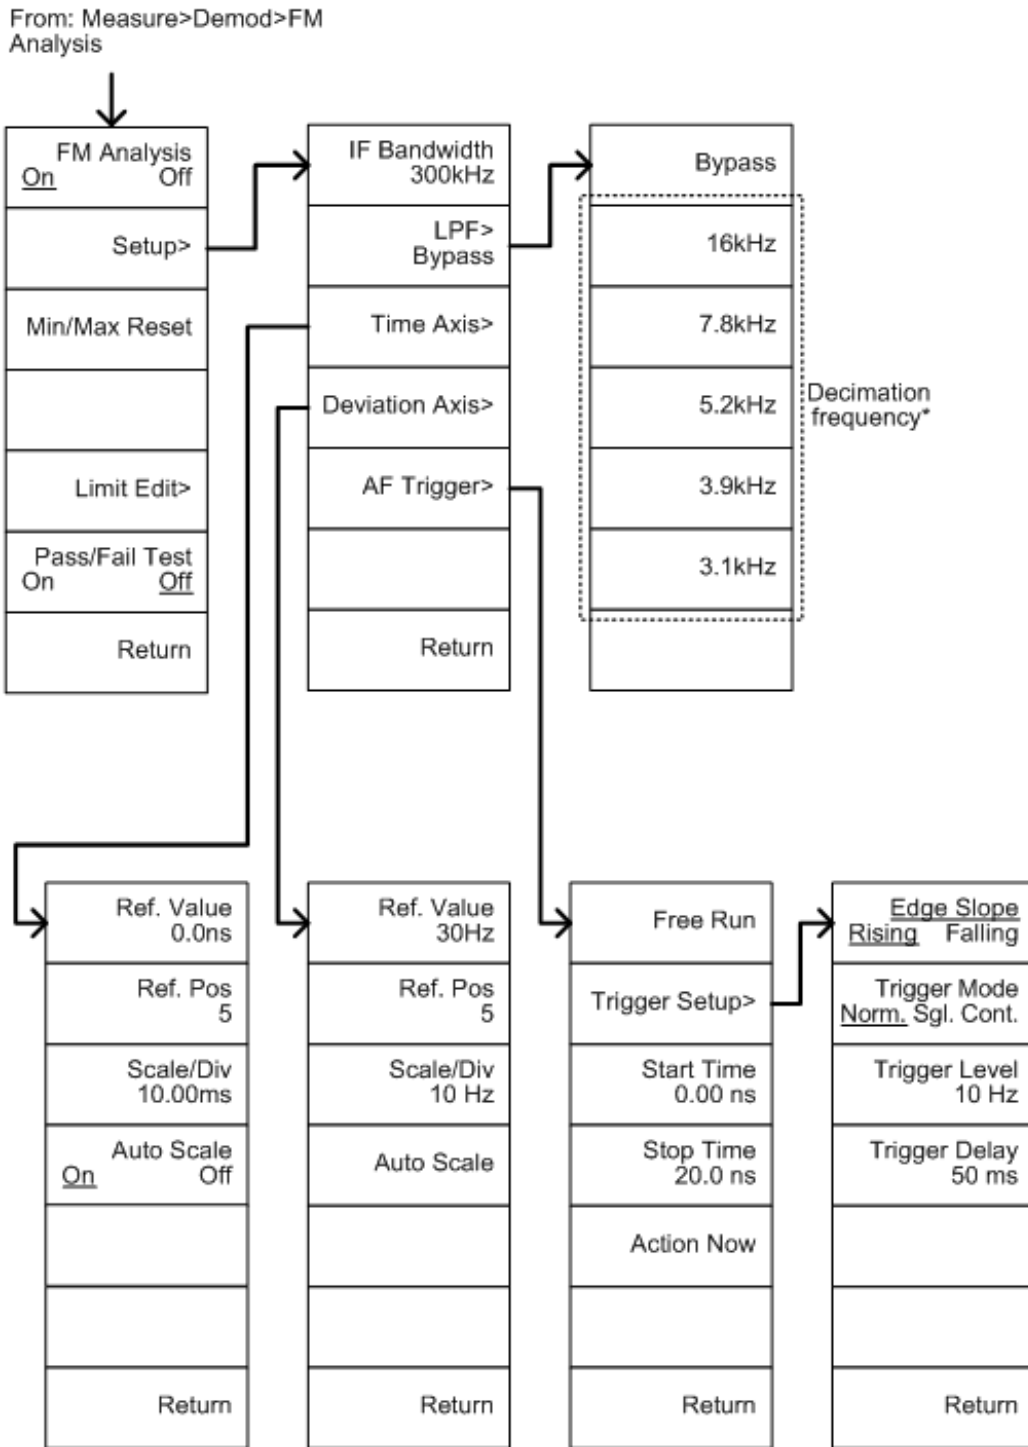 From: Measure>Demod>FM
Analysis
FM Analysis
On Off
Setup>
Min/Max Reset
Limit Edit>
Pass/Fail Test
On Off
Return
IF Bandwidth
300kHz
LPF>
Bypass
Time Axis>
Deviation Axis>
AF Trigger>
Return
Bypass
16kHz
7.8kHz
5.2kHz
3.9kHz
3.1kHz
Decimation
frequency*
Ref. Value
0.0ns
Ref. Pos
5
Scale/Div
10.00ms
Auto Scale
On Off
Return
Ref. Value
30Hz
Ref. Pos
5
Scale/Div
10 Hz
Auto Scale
Return
Free Run
Trigger Setup>
Start Time
0.00 ns
Stop Time
20.0 ns
Action Now
Return
Edge Slope
Rising Falling
Trigger Mode
Norm. Sgl. Cont.
Trigger Level
10 Hz
Trigger Delay
50 ms
Return